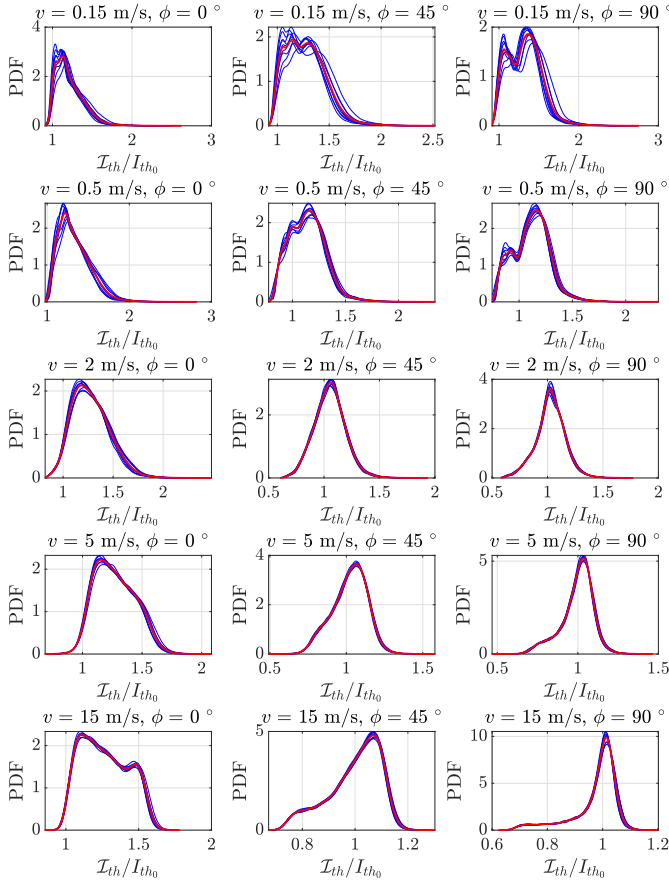 v = 0.15 m/s, ϕ = 0 ° v = 0.15 m/s, ϕ = 45 ° v = 0.15 m/s, ϕ = 90 °
4 2 2
PDF PDF PDF
2 1 1
0 0 0
1 2 3 1 1.5 2 2.5 1 2 3
ℐth/Ith0 ℐth/Ith0 ℐth/Ith0
v = 0.5 m/s, ϕ = 0 ° v = 0.5 m/s, ϕ = 45 ° v = 0.5 m/s, ϕ = 90 °
2 2 2
PDF PDF PDF
1 1 1
0 0 0
1 2 3 1 1.5 2 1 2
ℐth/Ith0 ℐth/Ith0 ℐth/Ith0
v = 2 m/s, ϕ = 0 ° v = 2 m/s, ϕ = 45 ° v = 2 m/s, ϕ = 90 °
2 2 4
PDF PDF PDF
1 2
0 0 0
1 1.5 2 0.5 1 1.5 2 0.5 1 1.5 2
ℐth/Ith0 ℐth/Ith0 ℐth/Ith0
v = 5 m/s, ϕ = 0 ° v = 5 m/s, ϕ = 45 ° v = 5 m/s, ϕ = 90 °
2 4 5
PDF PDF PDF
1 2
0 0 0
1 1.5 2 0.5 1 1.5 0.5 1 1.5
ℐth/Ith0 ℐth/Ith0 ℐth/Ith0
v = 15 m/s, ϕ = 0 ° v = 15 m/s, ϕ = 45 ° v = 15 m/s, ϕ = 90 °
2 5 10
PDF PDF PDF
1 5
0 0 0
1 1.5 2 0.8 1 1.2 0.6 0.8 1 1.2
ℐth/Ith0 ℐth/Ith0 ℐth/Ith0